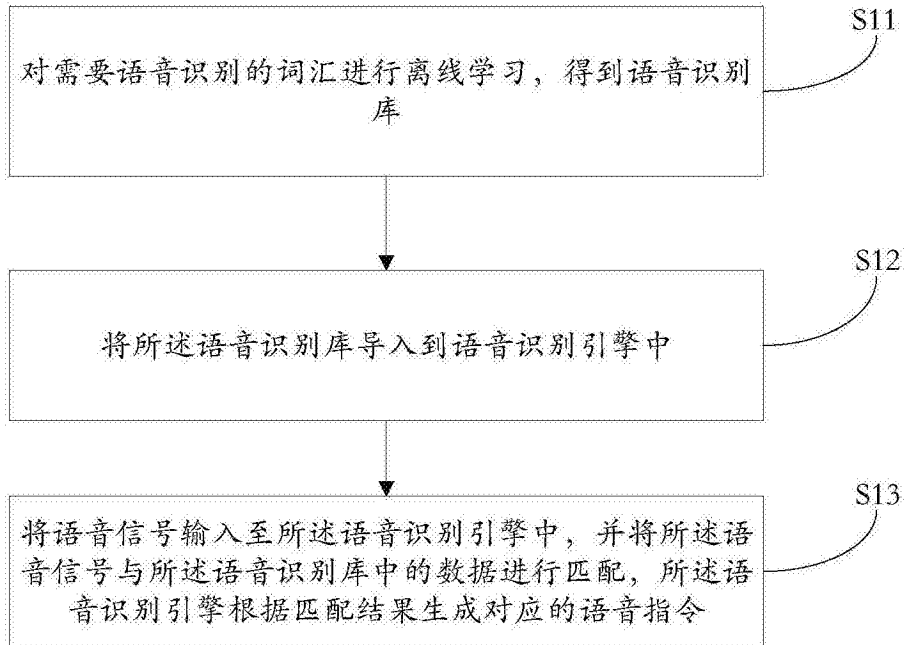 S11
对需要语音识别的词汇进行离线学习，得到语音识别
库
S12
将所述语音识别库导入到语音识别引擎中
S13
将语音信号输入至所述语音识别引擎中，并将所述语
音信号与所述语音识别库中的数据进行匹配，所述语
音识别引擎根据匹配结果生成对应的语音指令